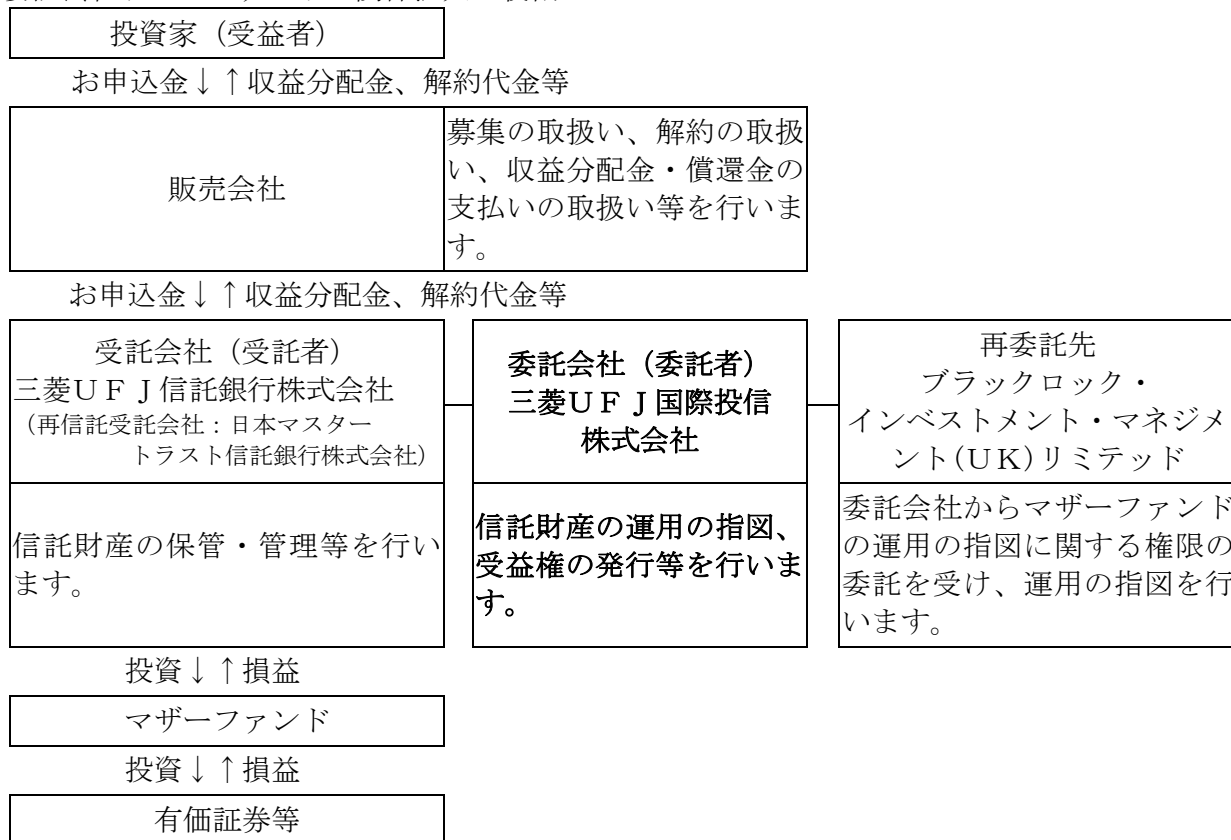 投資家（受益者）
お申込金↓↑収益分配金、解約代金等
販売会社
募集の取扱い、解約の取扱
い、収益分配金・償還金の
支払いの取扱い等を行いま
す。
お申込金↓↑収益分配金、解約代金等
受託会社（受託者）
三菱ＵＦＪ信託銀行株式会社
（再信託受託会社：日本マスター
トラスト信託銀行株式会社）
委託会社（委託者）
三菱ＵＦＪ国際投信
株式会社
再委託先
ブラックロック・
インベストメント・マネジメ
ント(ＵＫ)リミテッド
信託財産の保管・管理等を行い
ます。
信託財産の運用の指図、
受益権の発行等を行いま
す。
委託会社からマザーファンド
の運用の指図に関する権限の
委託を受け、運用の指図を行
います。
投資↓↑損益
マザーファンド
投資↓↑損益
有価証券等